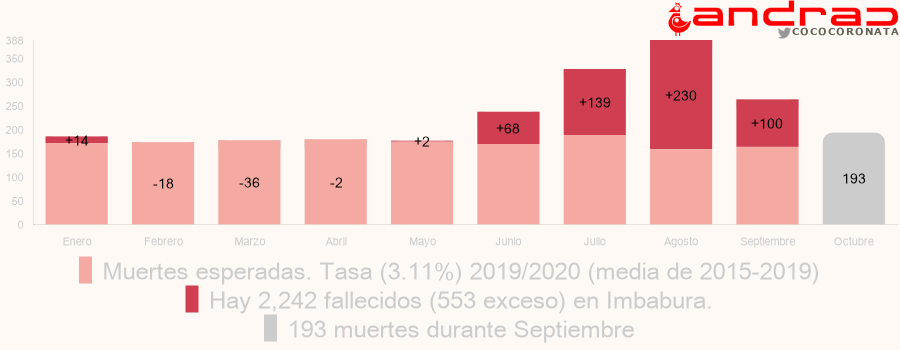 andrac
COCOCORONATA
388
350
300
250
200
150
100
50
0
+14
-18
-36
-2
+2
+68
+139
+230
+100
193
Enero
Febrero
Marzo
Abril
Mayo
Junio
Julio
Agosto
Septiembre
Octubre
Muertes esperadas. Tasa (3.11%) 2019/2020 (media de 2015-2019)
Hay 2,242 fallecidos (553 exceso) en Imbabura.
193 muertes durante Septiembre